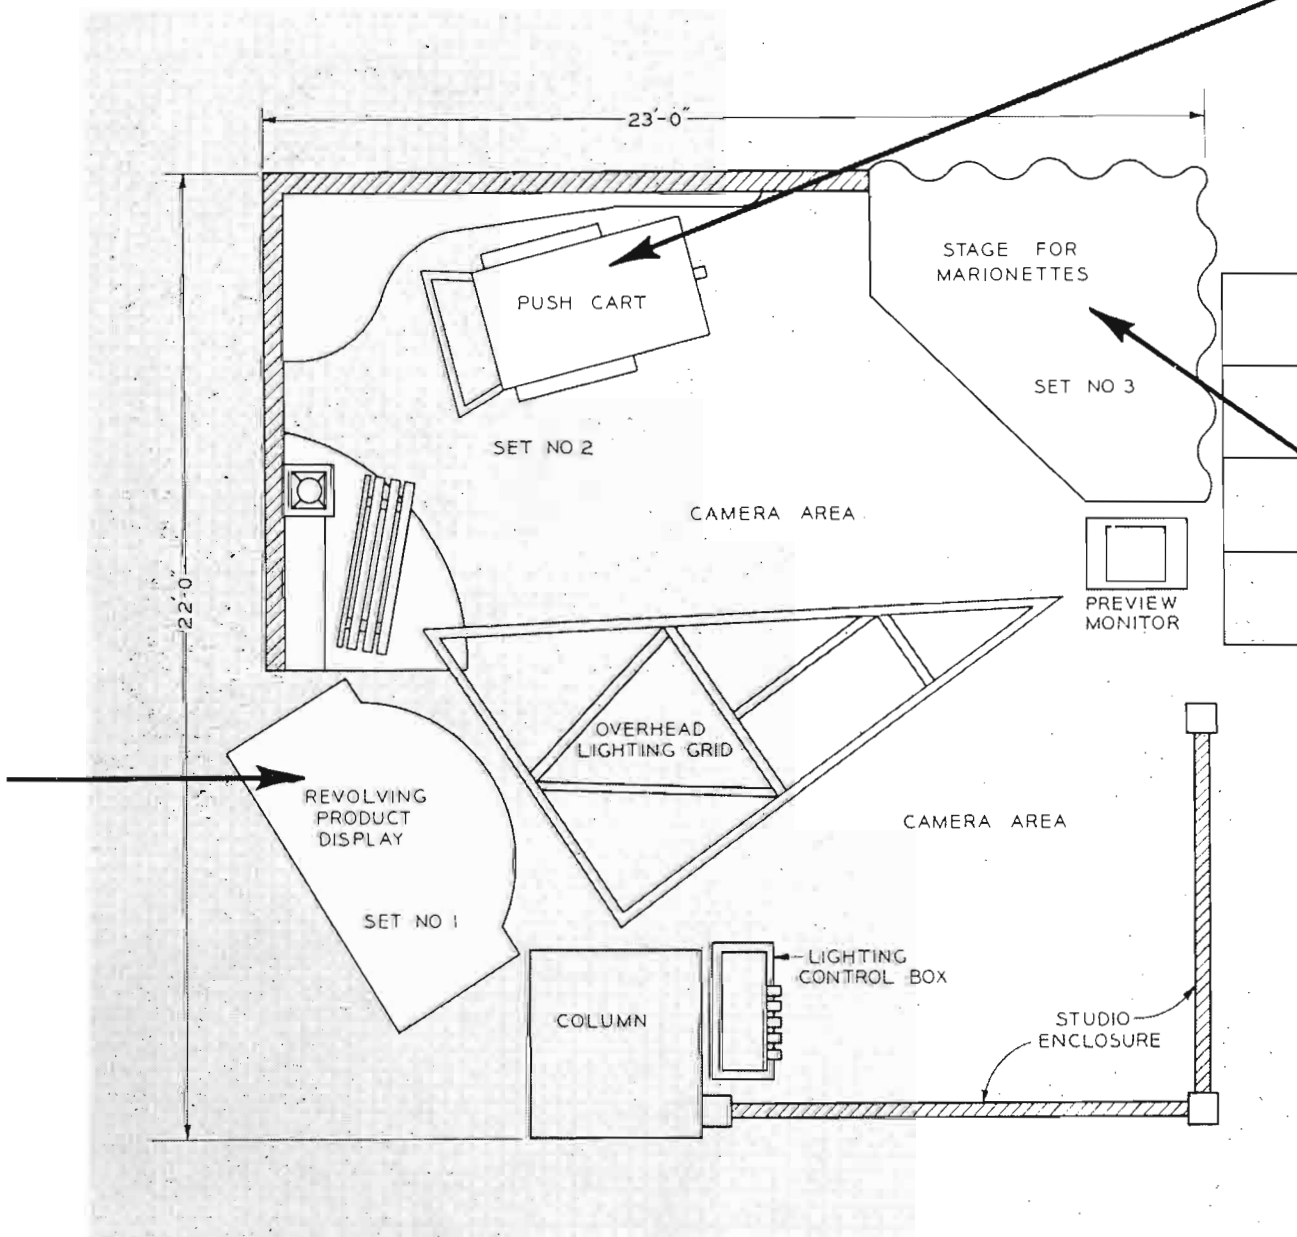 23'-0"
STAGE FOR
MARIONETTES
PUSH CART
SET NO 3
SET NO 2
CAMERA AREA
22'-0"
PREVIEW
MONITOR
OVERHEAD
LIGHTING GRID
REVOLVING
PRODUCT
DISPLAY
CAMERA AREA
SET NO 1
LIGHTING
CONTROL BOX
COLUMN
STUDIO
ENCLOSURE